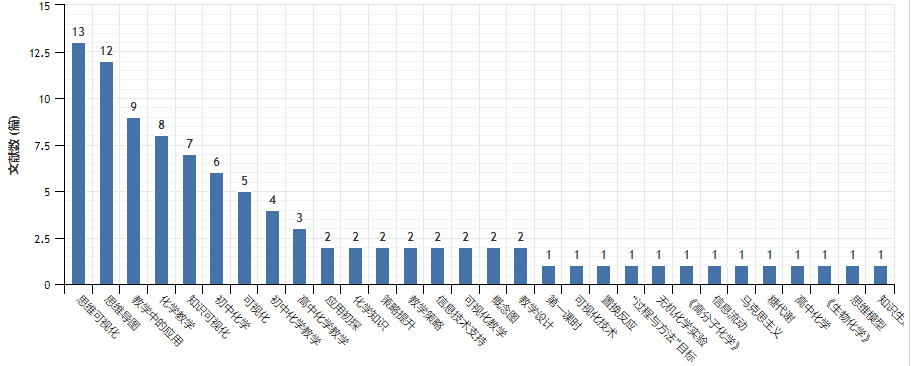 文献数 (篇)
15
12.5
10
7.5
5
2.5
0
13
12
9
8
7
6
5
4
3
2
2
2
2
2
2
2
2
1
1
1
1
1
1
1
1
1
1
1
1
1
思维可视化
思维导图
教学中的应用
化学教学
知识可视化
初中化学
可视化
初中化学教学
高中化学教学
应用初探
化学知识
策略提升
教学策略
信息技术支持
可视化教学
概念图
教学设计
第一课时
可视化技术
置换反应
“过程与方法”目标
无机化学实验
《高分子化学》
信息流动
马克思主义
糖代谢
高中化学
《生物化学》
思维模型
知识生